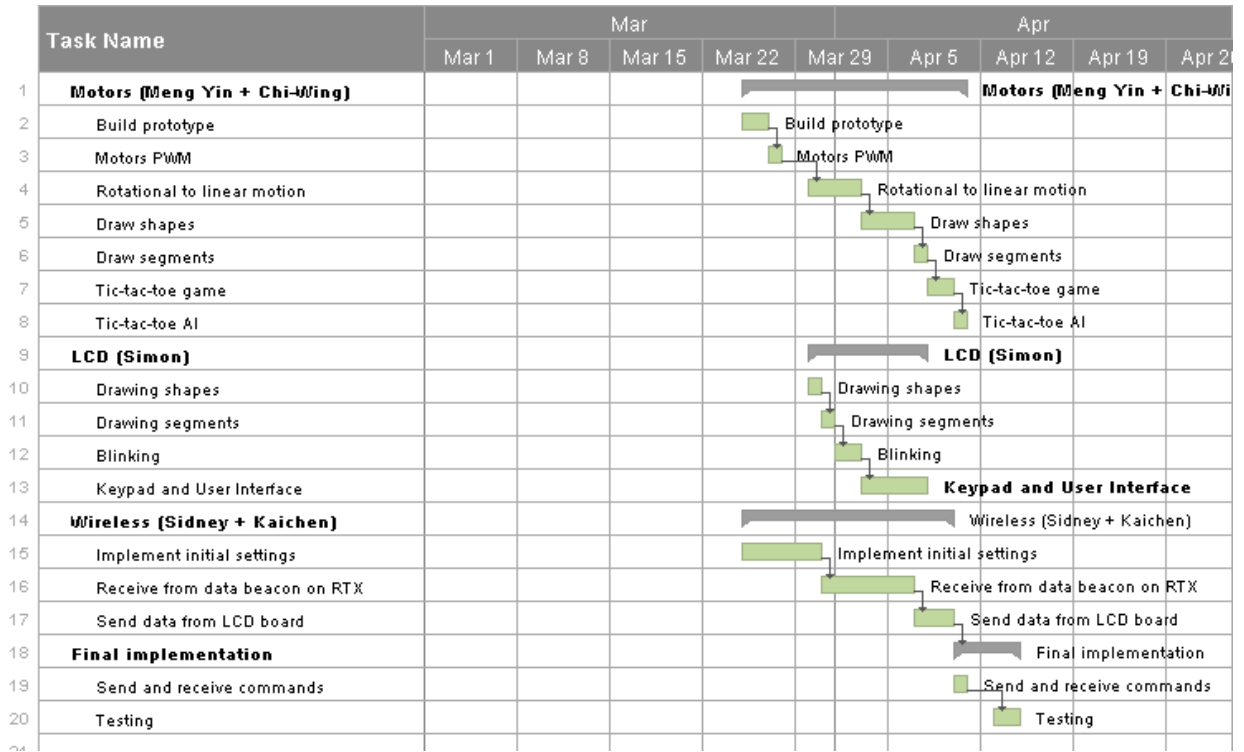 Task Name
Mar Apr
Mar 1 Mar 8 Mar 15 Mar 22 Mar 29 Apr 5 Apr 12 Apr 19 Apr 2
1 Motors (Meng Yin + Chi-Wing) Motors (Meng Yin + Chi-Wi
2 Build prototype Build prototype
3 Motors PWM Motors PWM
4 Rotational to linear motion Rotational to linear motion
5 Draw shapes Draw shapes
6 Draw segments Draw segments
7 Tic-tac-toe game Tic-tac-toe game
8 Tic-tac-toe AI Tic-tac-toe AI
9 LCD (Simon) LCD (Simon)
10 Drawing shapes Drawing shapes
11 Drawing segments Drawing segments
12 Blinking Blinking
13 Keypad and User Interface Keypad and User Interface
14 Wireless (Sidney + Kaichen) Wireless (Sidney + Kaichen)
15 Implement initial settings Implement initial settings
16 Receive from data beacon on RTX Receive from data beacon on RTX
17 Send data from LCD board Send data from LCD board
18 Final implementation Final implementation
19 Send and receive commands Send and receive commands
20 Testing Testing